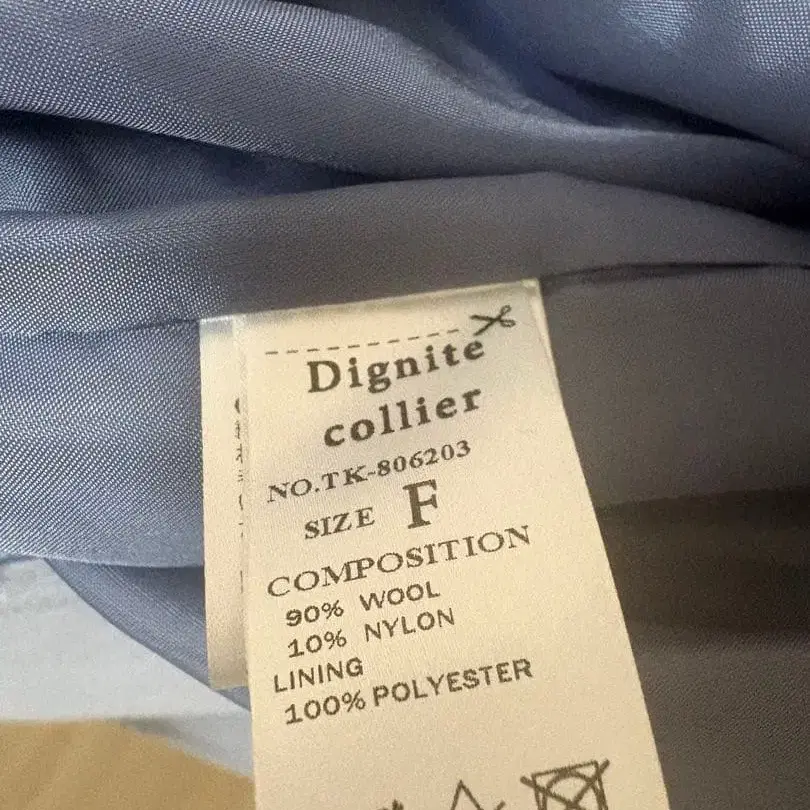 Dignite
collier
NO.TK-806203
SIZE F
COMPOSITION
90% WOOL
10% NYLON
LINING
100% POLYESTER